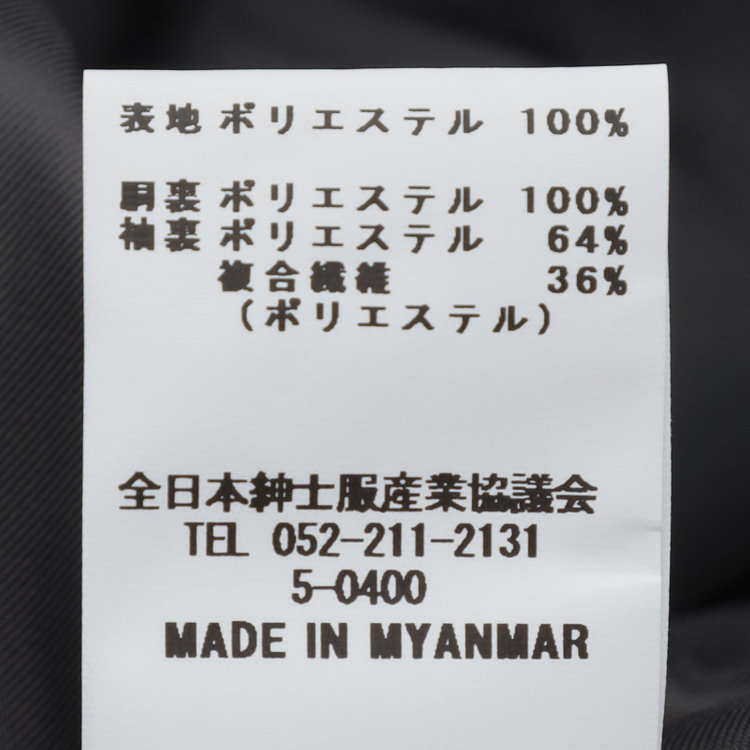 表地 ポリエステル 100%
胴裏 ポリエステル 100%
袖裏 ポリエステル 64%
複合繊維 36%
(ポリエステル)
全日本紳士服産業協議会
TEL 052-211-2131
5-0400
MADE IN MYANMAR